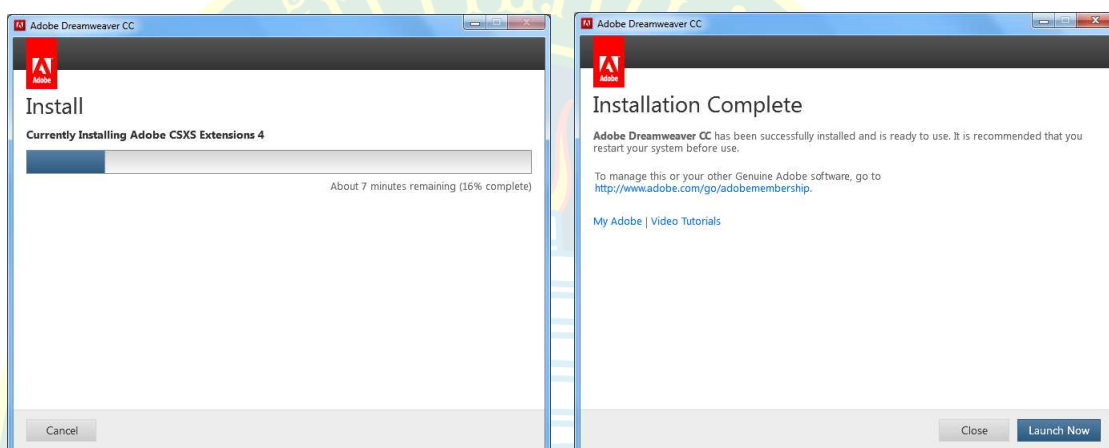 Adobe Dreamweaver CC
Adobe
Install
Currently Installing Adobe CSXS Extensions 4
About 7 minutes remaining (16% complete)
Cancel
Adobe Dreamweaver CC
Adobe
Installation Complete
Adobe Dreamweaver CC has been successfully installed and is ready to use. It is recommended that you
restart your system before use.
To manage this or your other Genuine Adobe software, go to
http://www.adobe.com/go/adobemembership.
My Adobe | Video Tutorials
Close
Launch Now